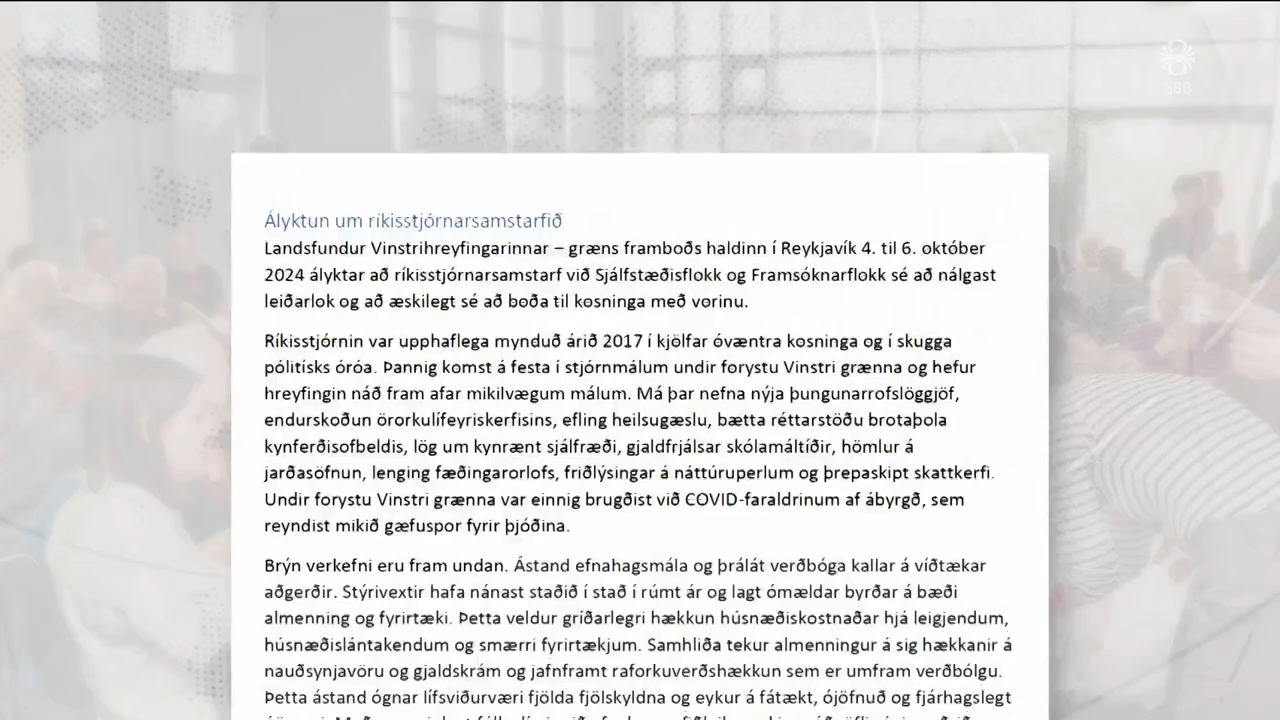 888
Ályktun um ríkisstjórnarsamstarfið
Landsfundur Vinstrihreyfingarinnar – græns framboðs haldinn í Reykjavík 4. til 6. október
2024 ályktar að ríkisstjórnarsamstarf við Sjálfstæðisflokk og Framsóknarflokk sé að nálgast
leiðarlok og að æskilegt sé að boða til kosninga með vorinu.
Ríkisstjórnin var upphaflega mynduð árið 2017 í kjölfar óvæntra kosninga og í skugga
pólitísks óróa. Þannig komst á festa í stjórnmálum undir forystu Vinstri grænna og hefur
hreyfingin náð fram afar mikilvægum málum. Má þar nefna nýja þungunarrofslöggjöf,
endurskoðun örorkulífeyriskerfisins, efling heilsugæslu, bætta réttarstöðu brotaþola
kynferðisofbeldis, lög um kynrænt sjálfræði, gjaldfrjálsar skólamáltíðir, hömlur á
jarðasöfnun, lenging fæðingarorlofs, friðlýsingar á náttúruperlum og þrepaskipt skattkerfi.
Undir forystu Vinstri grænna var einnig brugðist við COVID-faraldrinum af ábyrgð, sem
reyndist mikið gæfuspor fyrir þjóðina.
Brýn verkefni eru fram undan. Ástand efnahagsmála og þrálát verðbóga kallar á víðtækar
aðgerðir. Stýrivextir hafa nánast staðið í stað í rúmt ár og lagt ómældar byrðar á bæði
almenning og fyrirtæki. Þetta veldur gríðarlegri hækkun húsnæðiskostnaðar hjá leigjendum,
húsnæðislántakendum og smærri fyrirtækjum. Samhliða tekur almenningur á sig hækkanir á
nauðsynjavöru og gjaldskrám og jafnframt raforkuverðshækkun sem er umfram verðbólgu.
Þetta ástand ógnar lífsviðurværi fjölda fjölskyldna og eykur á fátækt, ójöfnuð og fjárhagslegt